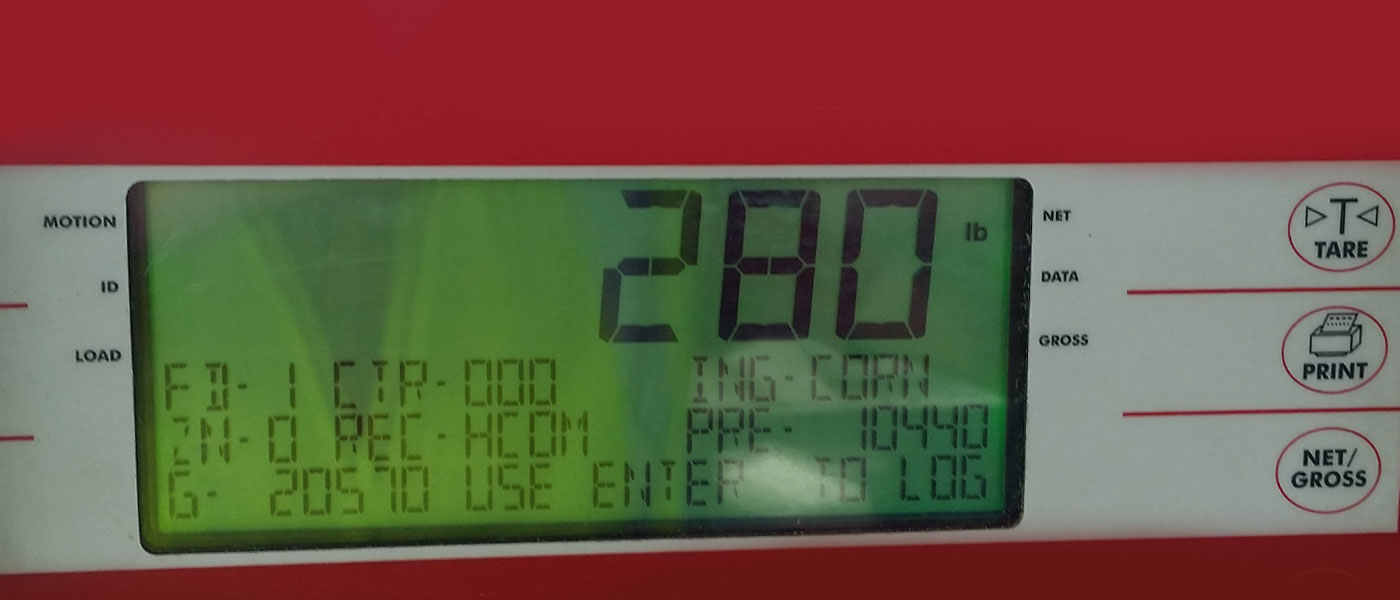 280 lb
MOTION
ID
LOAD
FD- 1 CTR-000 ING-CORN
ZN-0 REC-HCOM PRE- 10440
G- 20570 USE ENTER TO LOG
NET
DATA
GROSS
T
TARE
PRINT
NET/
GROSS